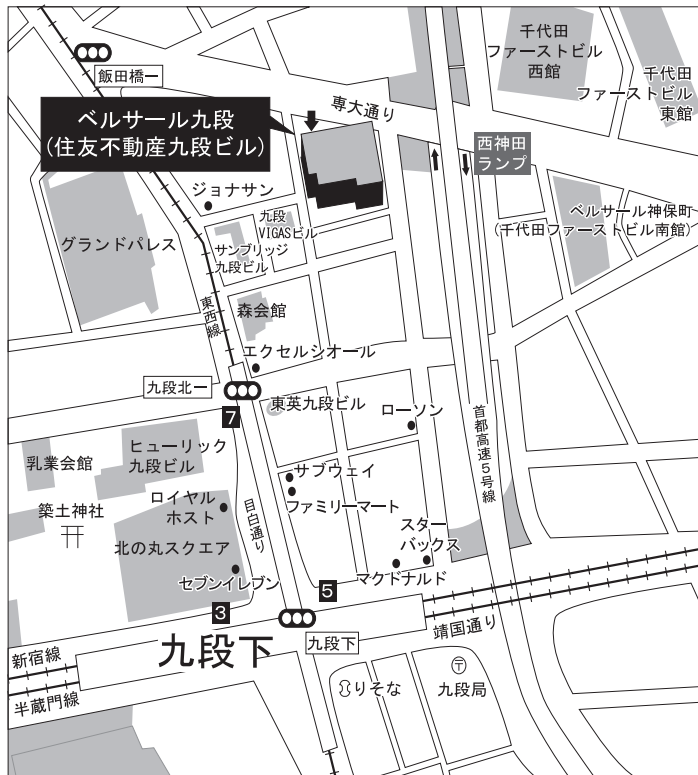 飯田橋一
千代田
ファーストビル
西館
千代田
ファーストビル
東館
専大通り
ベルサール九段
(住友不動産九段ビル)
西神田
ランプ
ジョナサン
九段
VIGASビル
サンブリッジ
九段ビル
グランドパレス
ベルサール神保町
(千代田ファーストビル南館)
東西線
森会館
エクセルシオール
九段北一
7
東英九段ビル
ローソン
首都高速5号線
乳業会館
ヒューリック
九段ビル
サブウェイ
ファミリーマート
築土神社
ロイヤル
ホスト
目白通り
北の丸スクエア
スター
バックス
セブンイレブン
マクドナルド
5
3
九段下
九段下
靖国通り
新宿線
半蔵門線
りそな
〒
九段局